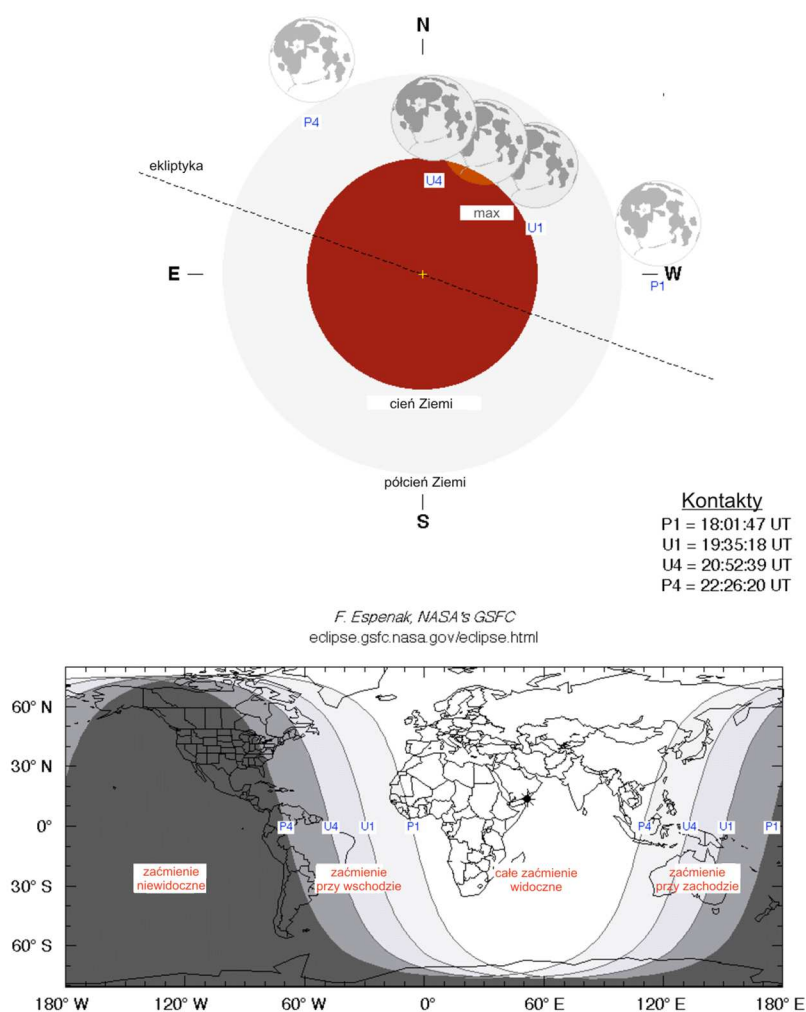 N
P4
ekliptyka
U4
max
U1
E
W
P1
cień Ziemi
półcień Ziemi
S
Kontakty
P1 = 18:01:47 UT
U1 = 19:35:18 UT
U4 = 20:52:39 UT
P4 = 22:26:20 UT
F. Espenak, NASA's GSFC
eclipse.gsfc.nasa.gov/eclipse.html
60° N
30° N
0°
P4 U4 U1 P1 P4 U4 U1 P1
zaćmienie
niewidoczne
zaćmienie
przy wschodzie
całe zaćmienie
widoczne
zaćmienie
przy zachodzie
30° S
60° S
180° W 120° W 60° W 0° 60° E 120° E 180° E